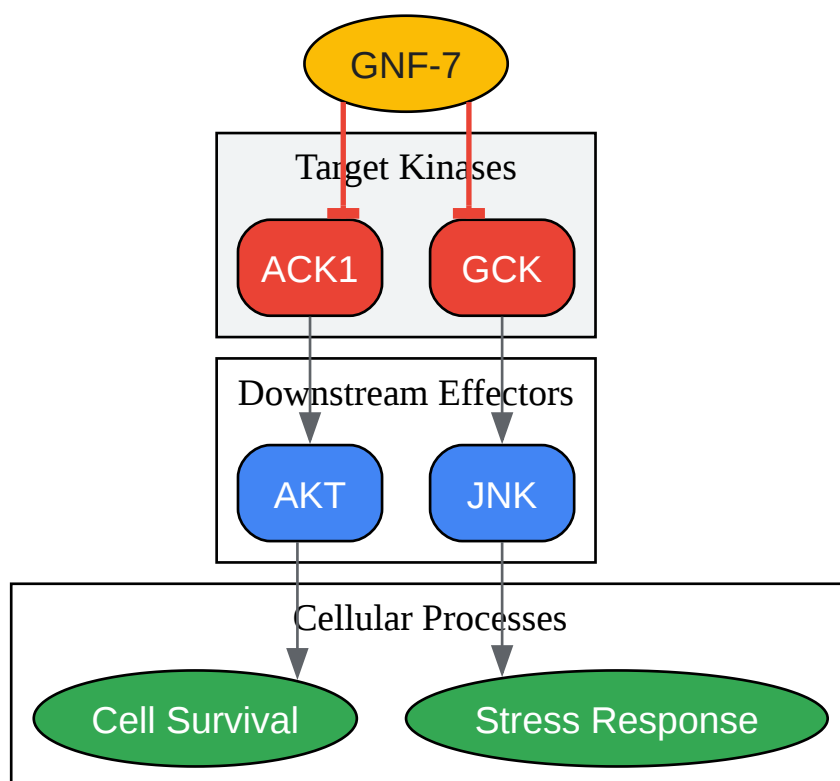 GNF-7
Target Kinases
ACK1
GCK
Downstream Effectors
AKT
JNK
Cellular Processes
Cell Survival
Stress Response